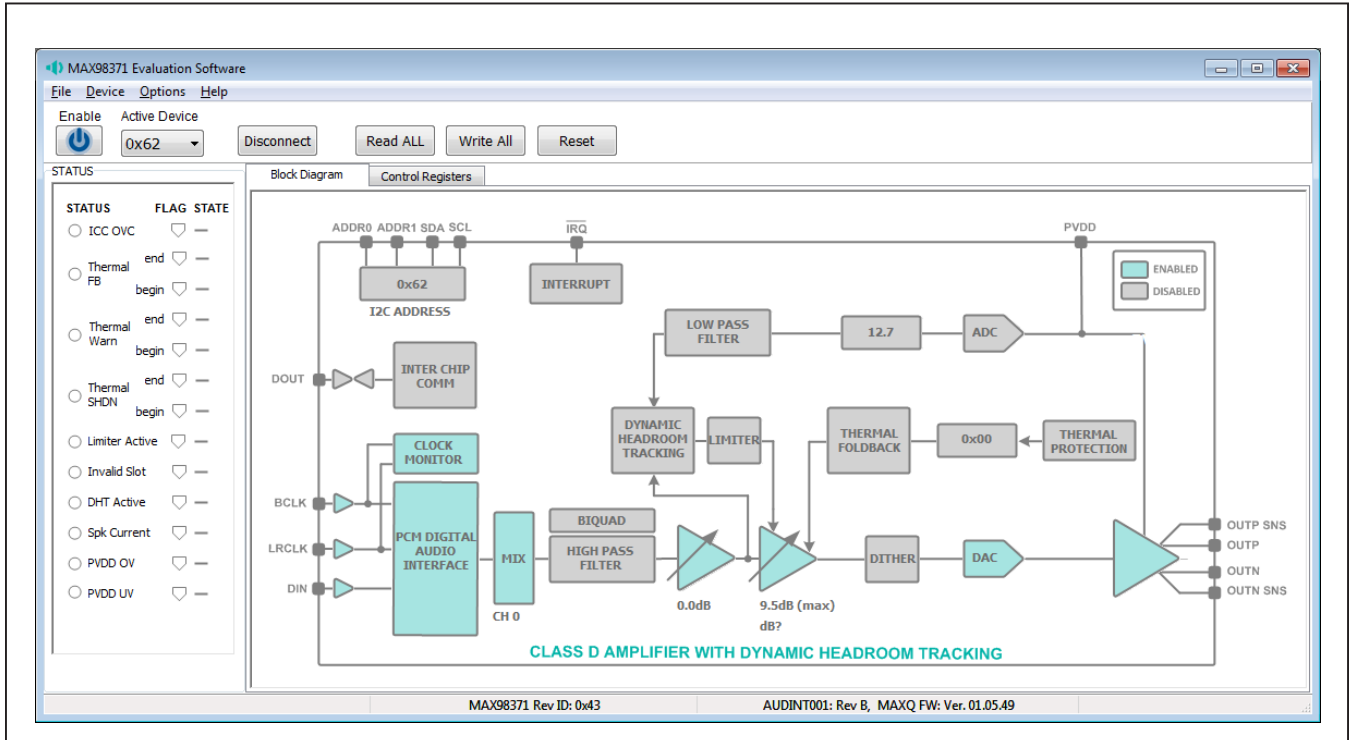 MAX98371 Evaluation Software
File Device Options Help
Enable Active Device
0x62
Disconnect
Read ALL
Write All
Reset
STATUS
Block Diagram
Control Registers
STATUS FLAG STATE
ICC OVC
Thermal FB
end
begin
Thermal Warn
end
begin
Thermal SHDN
end
begin
Limiter Active
Invalid Slot
DHT Active
Spk Current
PVDD OV
PVDD UV
ADDR0 ADDR1 SDA SCL
IRQ
PVDD
0x62
I2C ADDRESS
INTERRUPT
ENABLED
DISABLED
LOW PASS
FILTER
12.7
ADC
DOUT
INTER CHIP
COMM
DYNAMIC
HEADROOM
TRACKING
LIMITER
THERMAL
FOLDBACK
0x00
THERMAL
PROTECTION
CLOCK
MONITOR
BCLK
LRCLK
DIN
PCM DIGITAL
AUDIO
INTERFACE
MIX
CH 0
BIQUAD
HIGH PASS
FILTER
0.0dB
9.5dB (max)
dB?
DITHER
DAC
OUTP SNS
OUTP
OUTN
OUTN SNS
CLASS D AMPLIFIER WITH DYNAMIC HEADROOM TRACKING
MAX98371 Rev ID: 0x43
AUDINT001: Rev B, MAXQ FW: Ver. 01.05.49